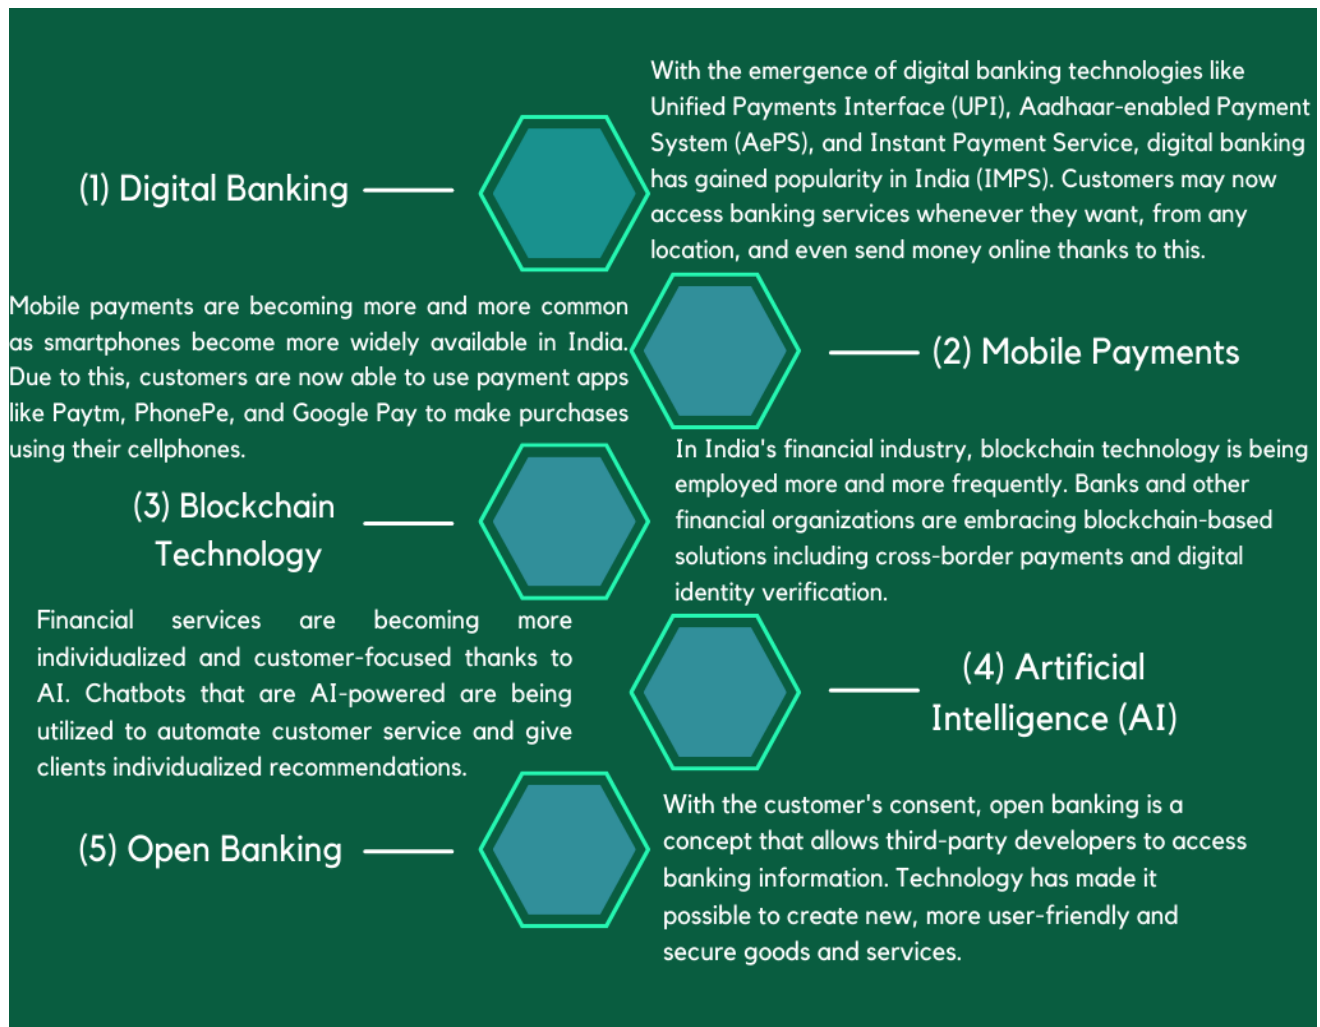 (1) Digital Banking
With the emergence of digital banking technologies like
Unified Payments Interface (UPI), Aadhaar-enabled Payment
System (AePS), and Instant Payment Service, digital banking
has gained popularity in India (IMPS). Customers may now
access banking services whenever they want, from any
location, and even send money online thanks to this.
(2) Mobile Payments
Mobile payments are becoming more and more common
as smartphones become more widely available in India.
Due to this, customers are now able to use payment apps
like Paytm, PhonePe, and Google Pay to make purchases
using their cellphones.
(3) Blockchain
Technology
In India's financial industry, blockchain technology is being
employed more and more frequently. Banks and other
financial organizations are embracing blockchain-based
solutions including cross-border payments and digital
identity verification.
(4) Artificial
Intelligence (AI)
Financial services are becoming more
individualized and customer-focused thanks to
AI. Chatbots that are AI-powered are being
utilized to automate customer service and give
clients individualized recommendations.
(5) Open Banking
With the customer's consent, open banking is a
concept that allows third-party developers to access
banking information. Technology has made it
possible to create new, more user-friendly and
secure goods and services.